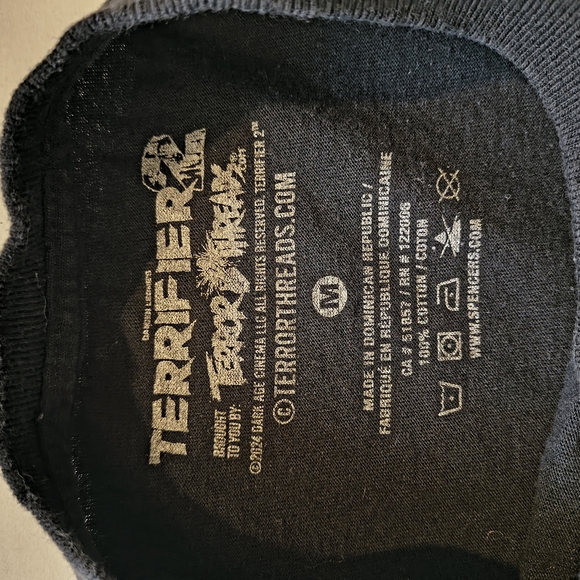 DAMIEN LEONE'S
TERRIFIER 2
BROUGHT
TO YOU BY:
TERROR THREADS
.COM
©2024 DARK AGE CINEMA LLC ALL RIGHTS RESERVED. TERRIFIER 2™
©TERRORTHREADS.COM
M
MADE IN DOMINICAN REPUBLIC /
FABRIQUÉ EN RÉPUBLIQUE DOMINICAINE
CA # 51857 / RN # 122066
100% COTTON / COTON
WWW.SPENCERS.COM